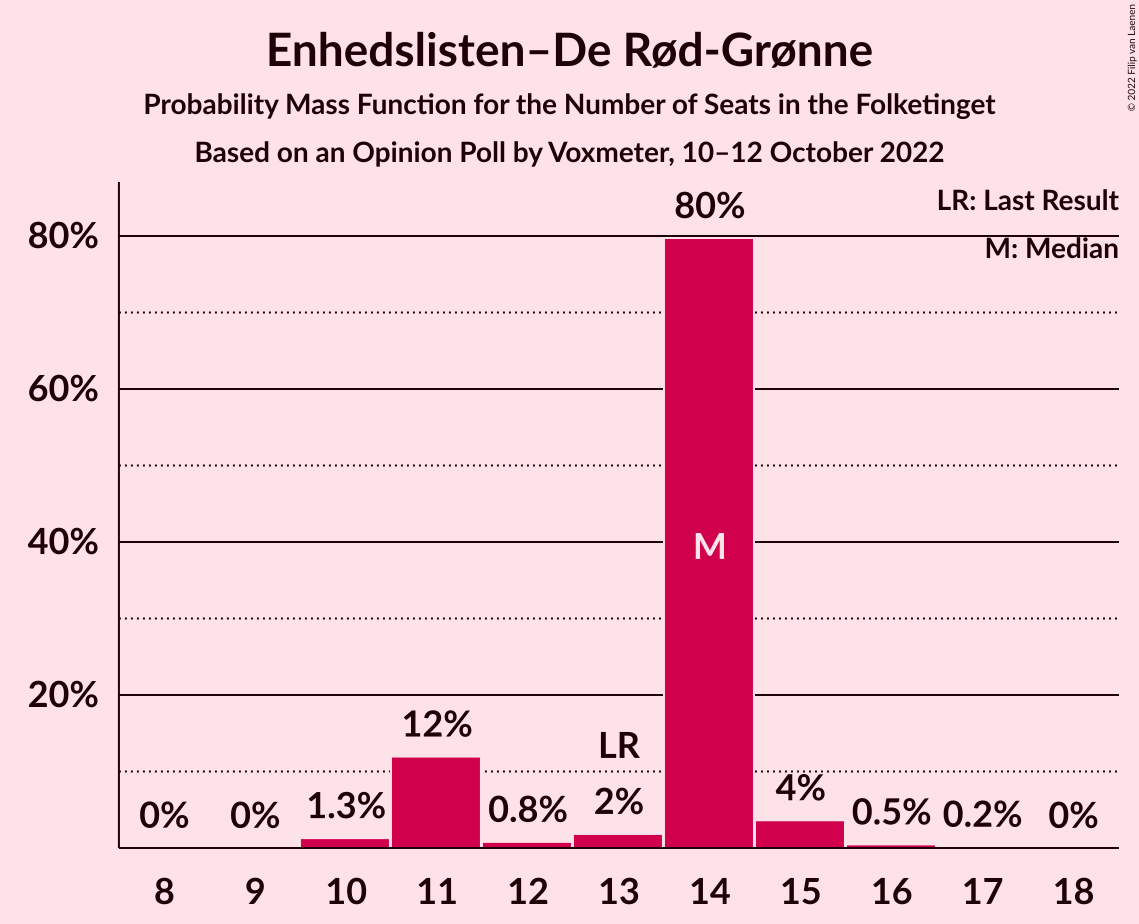 Enhedslisten–De Rød-Grønne
Probability Mass Function for the Number of Seats in the Folketinget
Based on an Opinion Poll by Voxmeter, 10–12 October 2022
© 2022 Filip van Laenen
LR: Last Result
M: Median
80%
60%
40%
20%
0%
0%
1.3%
12%
0.8%
LR
2%
80%
M
4%
0.5%
0.2%
0%
8 9 10 11 12 13 14 15 16 17 18